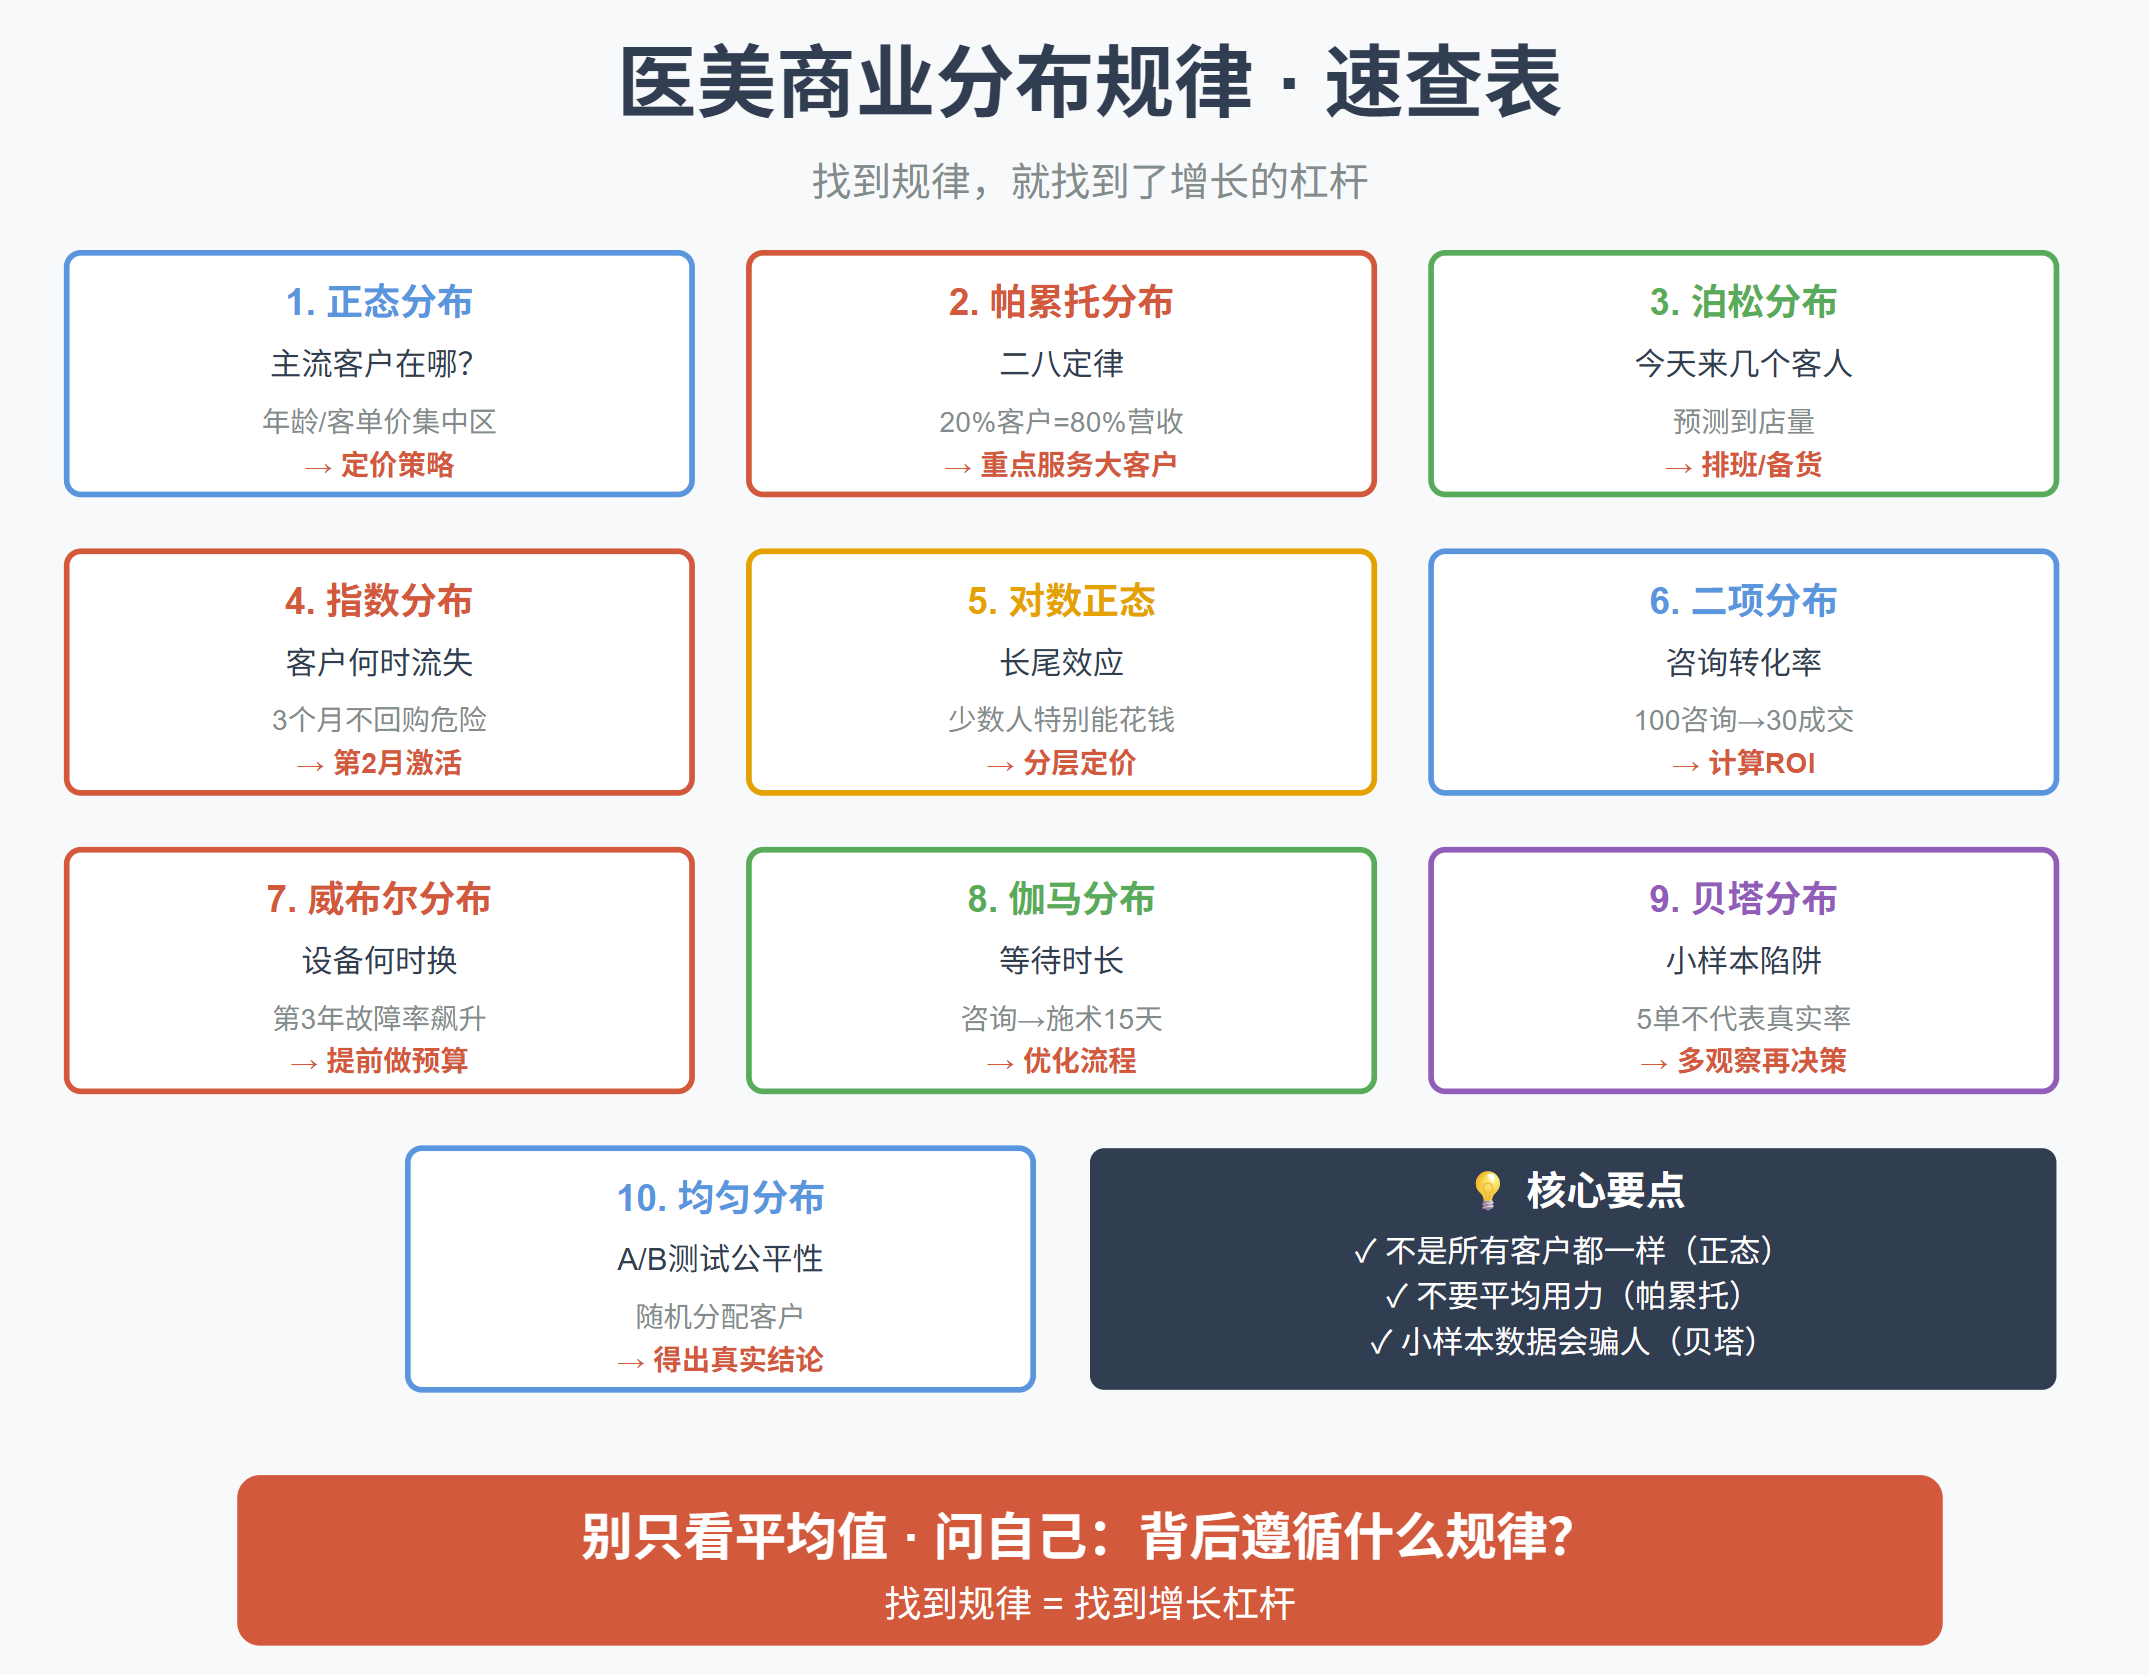 医美商业分布规律 · 速查表
找到规律，就找到了增长的杠杆
1. 正态分布
主流客户在哪？
年龄/客单价集中区
→ 定价策略
2. 帕累托分布
二八定律
20%客户=80%营收
→ 重点服务大客户
3. 泊松分布
今天来几个客人
预测到店量
→ 排班/备货
4. 指数分布
客户何时流失
3个月不回购危险
→ 第2月激活
5. 对数正态
长尾效应
少数人特别能花钱
→ 分层定价
6. 二项分布
咨询转化率
100咨询→30成交
→ 计算ROI
7. 威布尔分布
设备何时换
第3年故障率飙升
→ 提前做预算
8. 伽马分布
等待时长
咨询→施术15天
→ 优化流程
9. 贝塔分布
小样本陷阱
5单不代表真实率
→ 多观察再决策
10. 均匀分布
A/B测试公平性
随机分配客户
→ 得出真实结论
💡 核心要点
✓ 不是所有客户都一样（正态）
✓ 不要平均用力（帕累托）
✓ 小样本数据会骗人（贝塔）
别只看平均值 · 问自己：背后遵循什么规律？
找到规律 = 找到增长杠杆